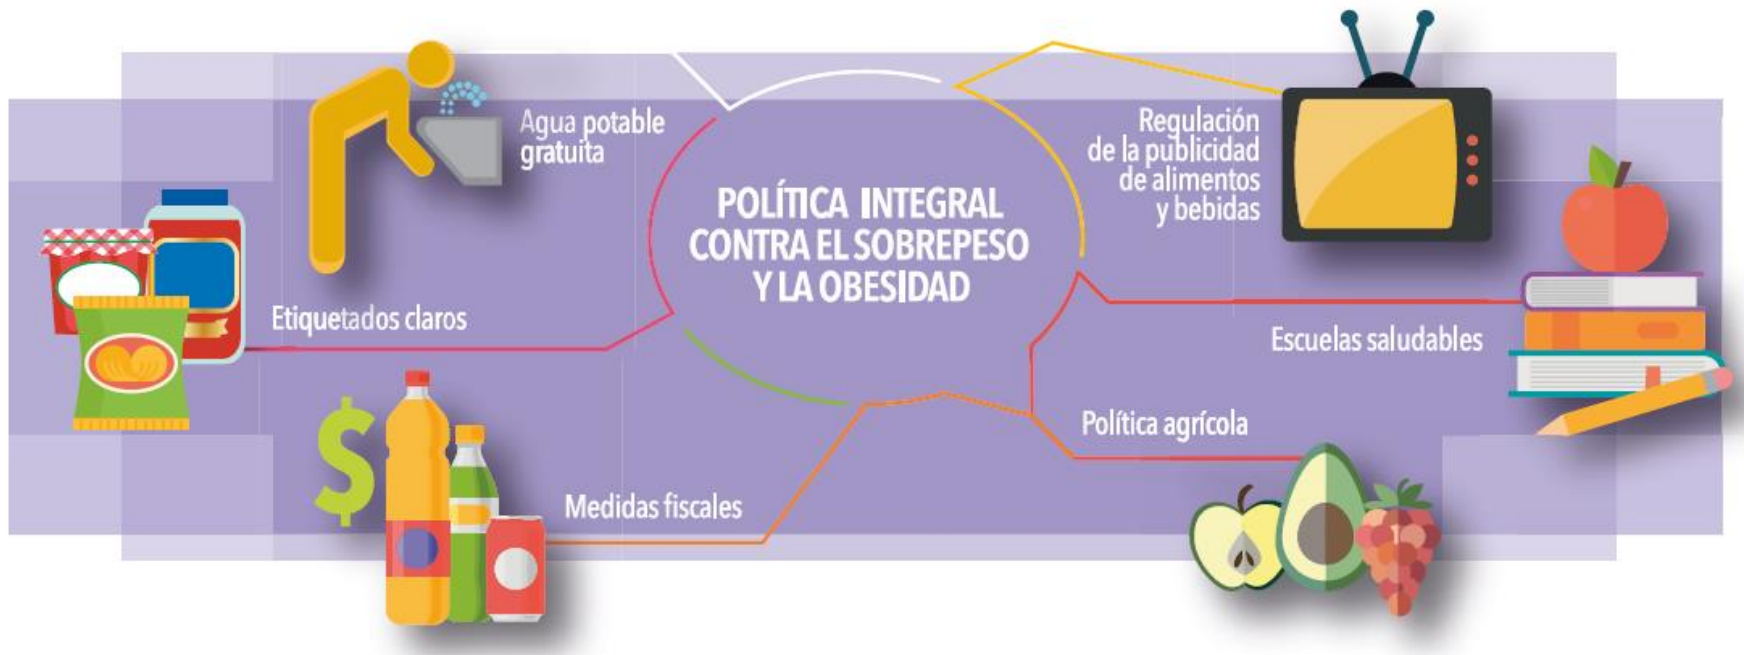 Agua potable
gratuita
Regulación
de la publicidad
de alimentos
y bebidas
POLÍTICA INTEGRAL
CONTRA EL SOBREPESO
Y LA OBESIDAD
Etiquetados claros
Escuelas saludables
Política agrícola
$
Medidas fiscales